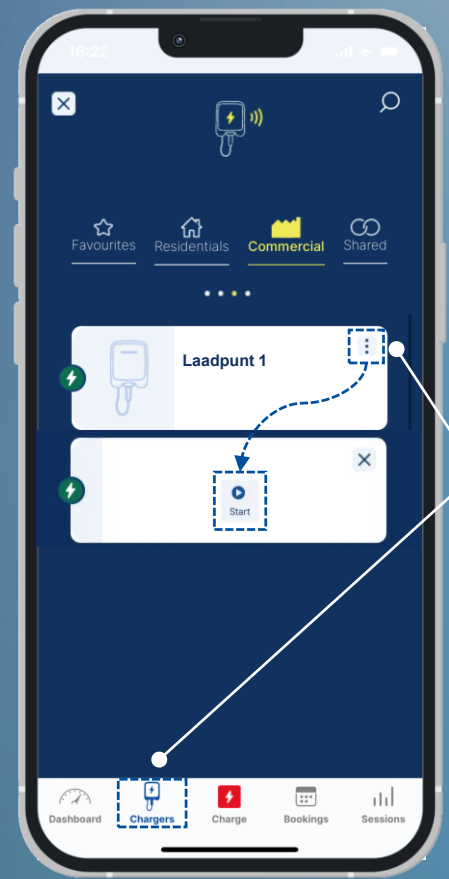 16:22
Favourites Residentials Commercial Shared
Laadpunt 1
Start
Dashboard Chargers Charge Bookings Sessions